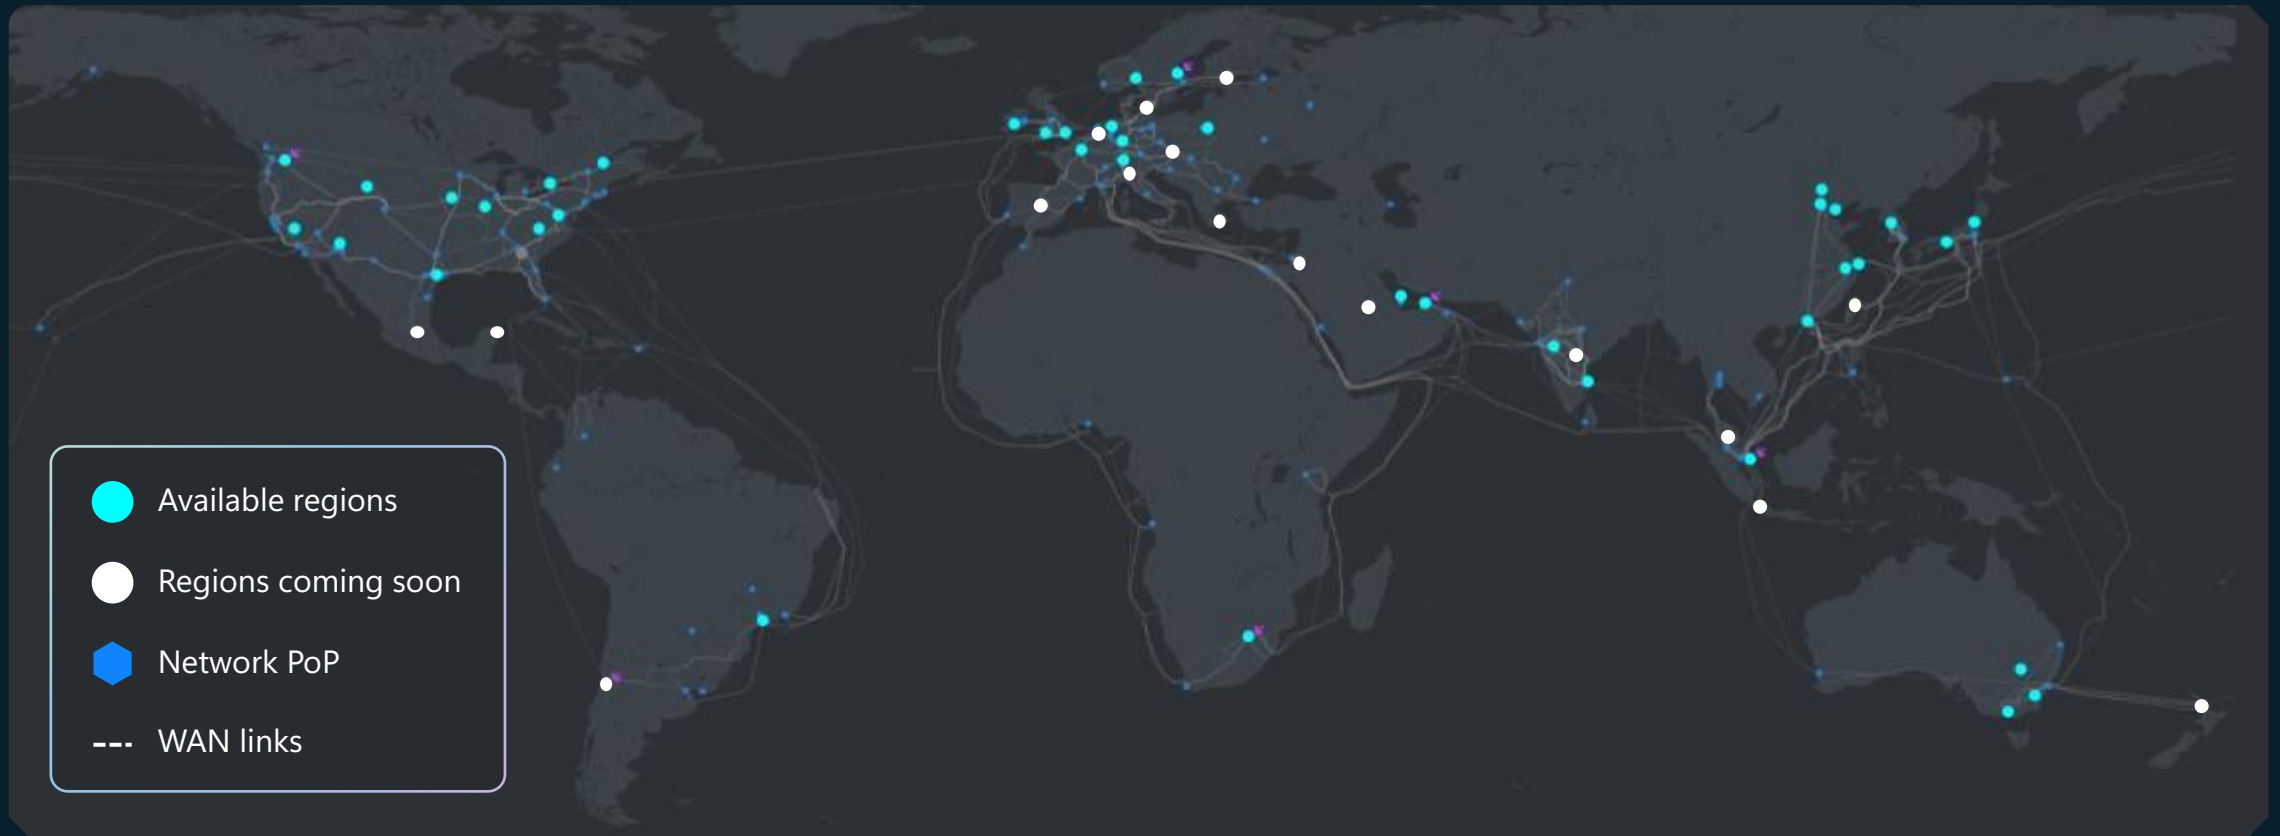 Available regions
Regions coming soon
Network PoP
WAN links